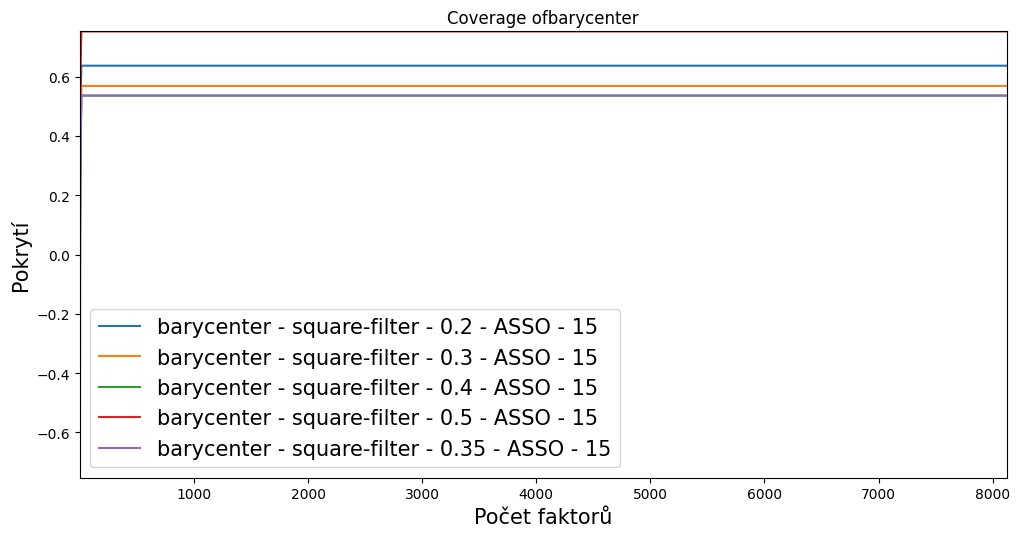 Coverage ofbarycenter
0.6
0.4
0.2
0.0
−0.2
−0.4
−0.6
Pokrytí
barycenter - square-filter - 0.2 - ASSO - 15
barycenter - square-filter - 0.3 - ASSO - 15
barycenter - square-filter - 0.4 - ASSO - 15
barycenter - square-filter - 0.5 - ASSO - 15
barycenter - square-filter - 0.35 - ASSO - 15
1000 2000 3000 4000 5000 6000 7000 8000
Počet faktorů